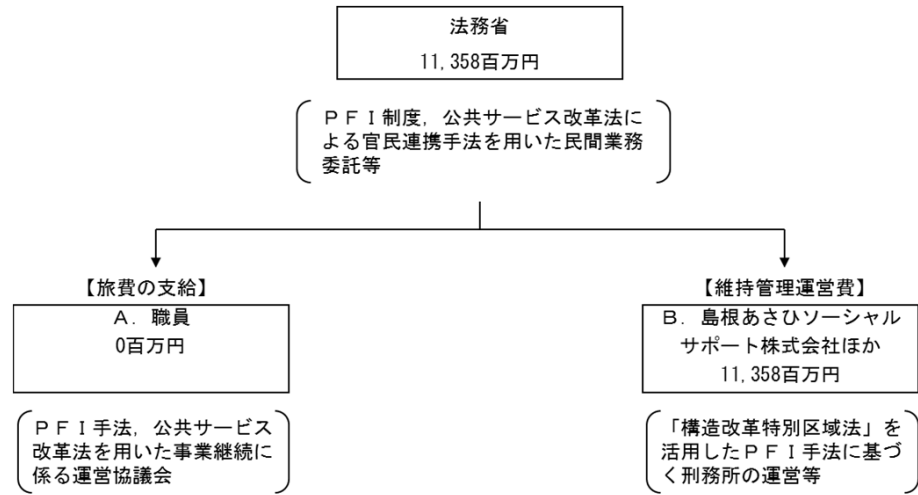 法務省
11,358百万円
ＰＦＩ制度，公共サービス改革法に
よる官民連携手法を用いた民間業務
委託等
【旅費の支給】
Ａ．職員
0百万円
ＰＦＩ手法，公共サービス
改革法を用いた事業継続に
係る運営協議会
【維持管理運営費】
Ｂ．島根あさひソーシャル
サポート株式会社ほか
11,358百万円
「構造改革特別区域法」を
活用したＰＦＩ手法に基づ
く刑務所の運営等